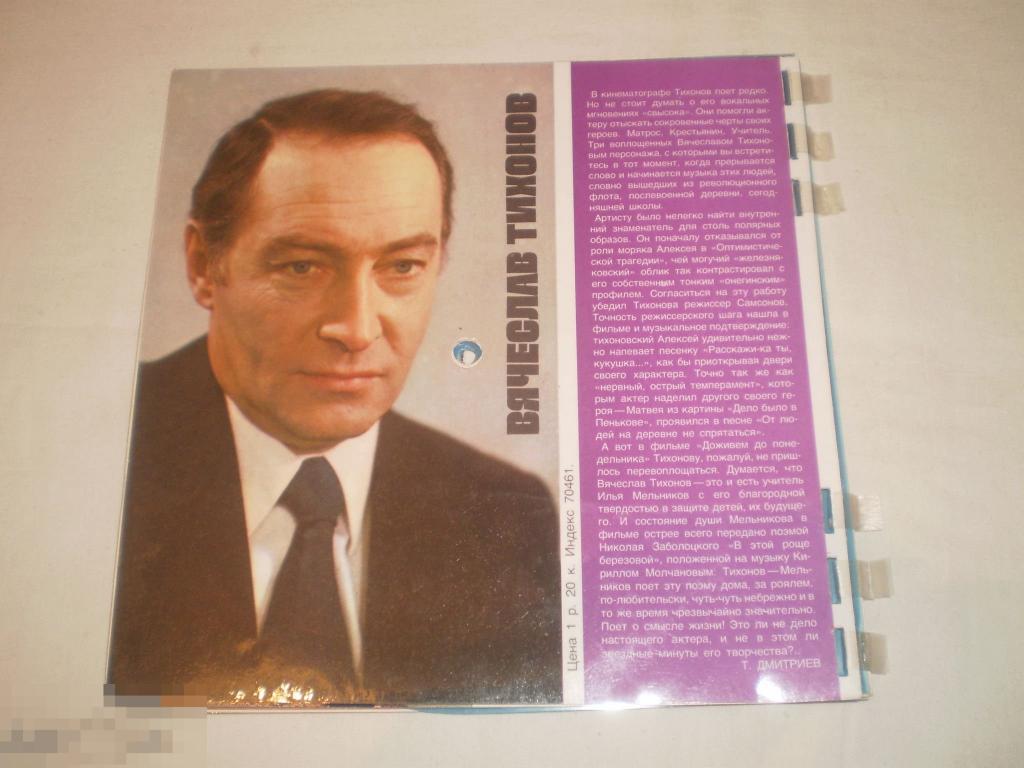 ВЯЧЕСЛАВ ТИХОНОВ
Цена 1 р. 20 к. Индекс 70461.
В кинематографе Тихонов поет редко.
Но не стоит думать о его вокальных
мгновениях «свысока». Они помогли ак-
теру отыскать сокровенные черты своих
героев. Матрос, Крестьянин, Учитель.
Три воплощенных Вячеславом Тихоно-
вым персонажа, с которыми вы встрети-
тесь в тот момент, когда прерывается
слово и начинается музыка этих людей,
словно вышедших из революционного
флота, послевоенной деревни, сегод-
няшней школы.
Артисту было нелегко найти внутрен-
ний знаменатель для столь полярных
образов. Он поначалу отказывался от
роли моряка Алексея в «Оптимистиче-
ской трагедии», чей могучий «железня-
ковский» облик так контрастировал с
его собственным тонким «онегинским»
профилем. Согласиться на эту работу
убедил Тихонова режиссер Самсонов.
Точность режиссерского шага нашла в
фильме и музыкальное подтверждение:
тихоновский Алексей удивительно неж-
но напевает песенку «Расскажи-ка ты,
кукушка...», как бы приоткрывая двери
своего характера. Точно так же как
«нервный, острый темперамент», кото-
рым актер наделил другого своего ге-
роя — Матвея из картины «Дело было в
Пенькове», проявился в песне «От лю-
дей на деревне не спрятаться».
А вот в фильме «Доживем до поне-
дельника» Тихонову, пожалуй, не приш-
лось перевоплощаться. Думается, что
Вячеслав Тихонов — это и есть учитель
Илья Мельников с его благородной
твердостью в защите детей, их будуще-
го. И состояние души Мельникова в
фильме острее всего передано поэмой
Николая Заболоцкого «В этой роще
березовой», положенной на музыку Ки-
риллом Молчановым. Тихонов — Мель-
ников поет эту поэму дома, за роялем,
по-любительски, чуть-чуть небрежно и в
то же время чрезвычайно значительно.
Поет о смысле жизни! Это ли не дело
настоящего актера, и не в этом ли
звездные минуты его творчества?..
Т. ДМИТРИЕВ